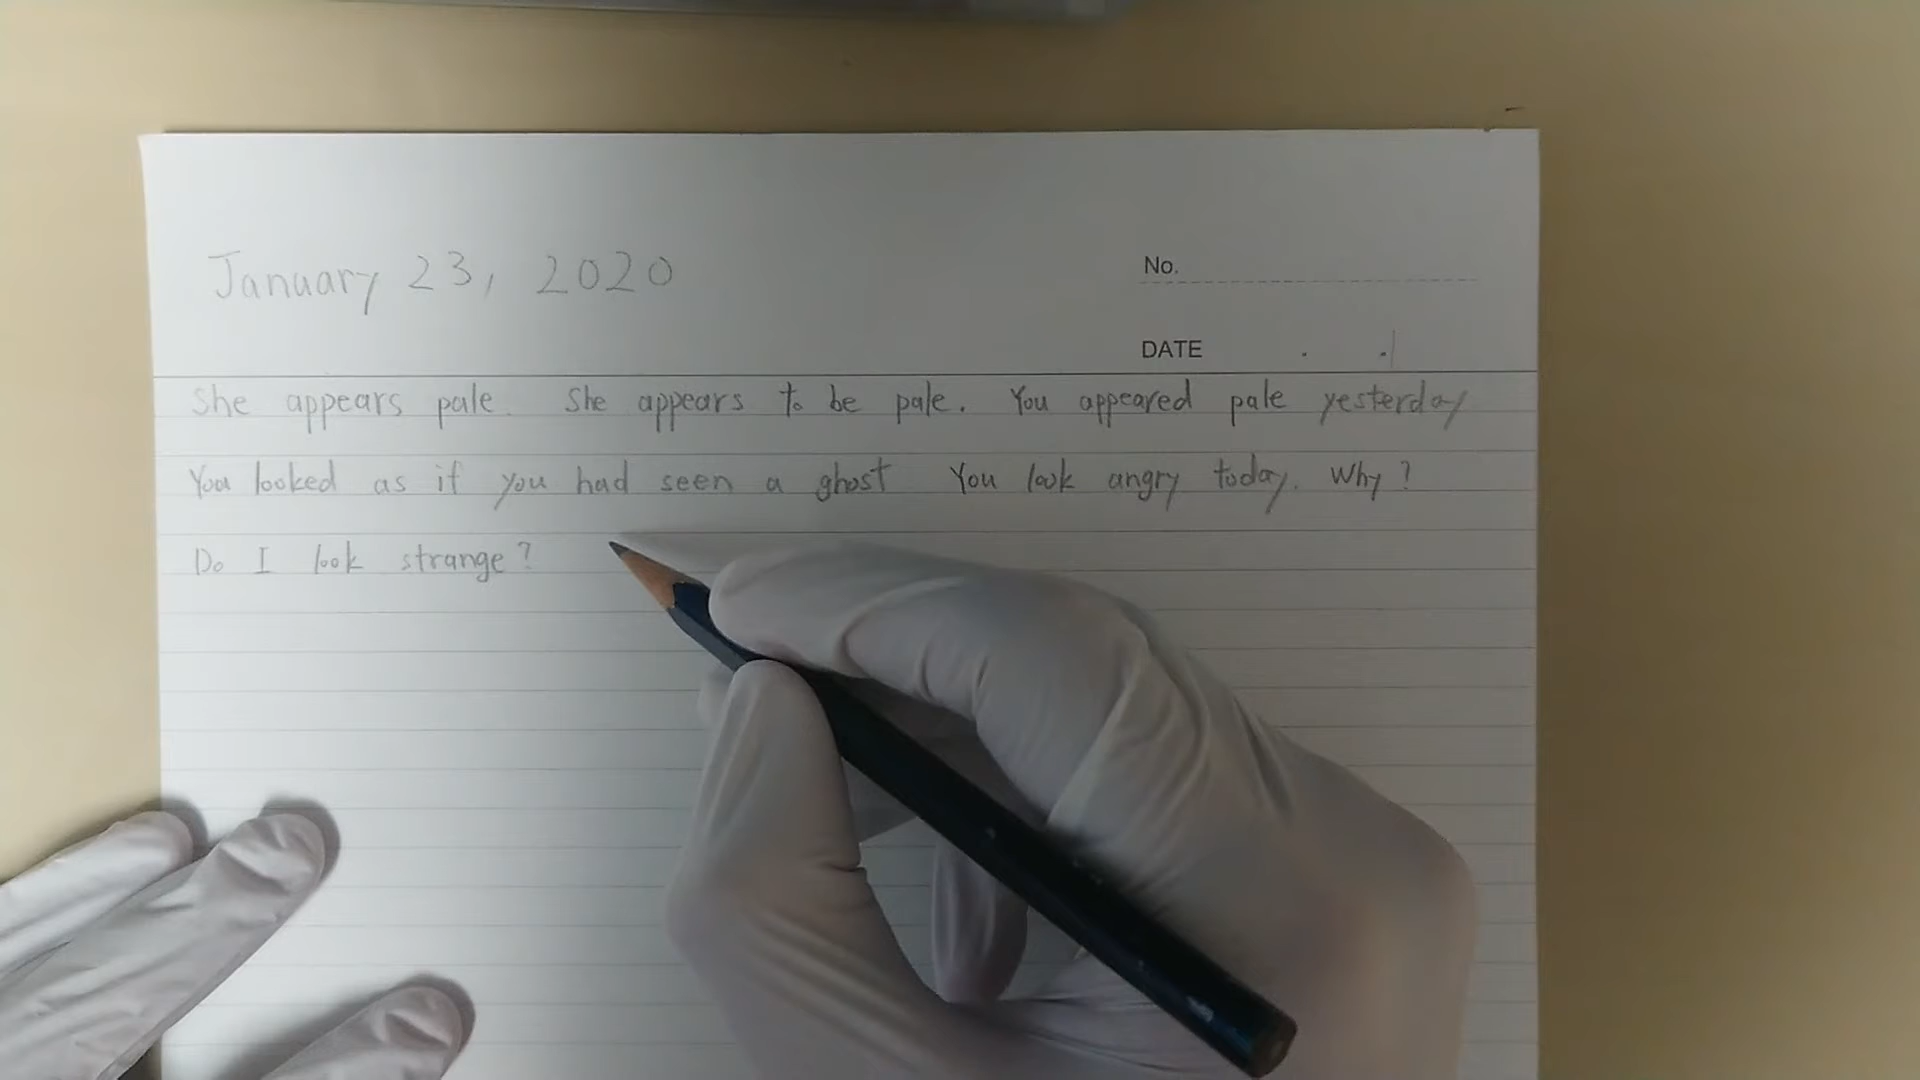 January 23, 2020
No.
DATE . .
She appears pale. She appears to be pale. You appeared pale yesterday
You looked as if you had seen a ghost You look angry today. Why?
Do I look strange?